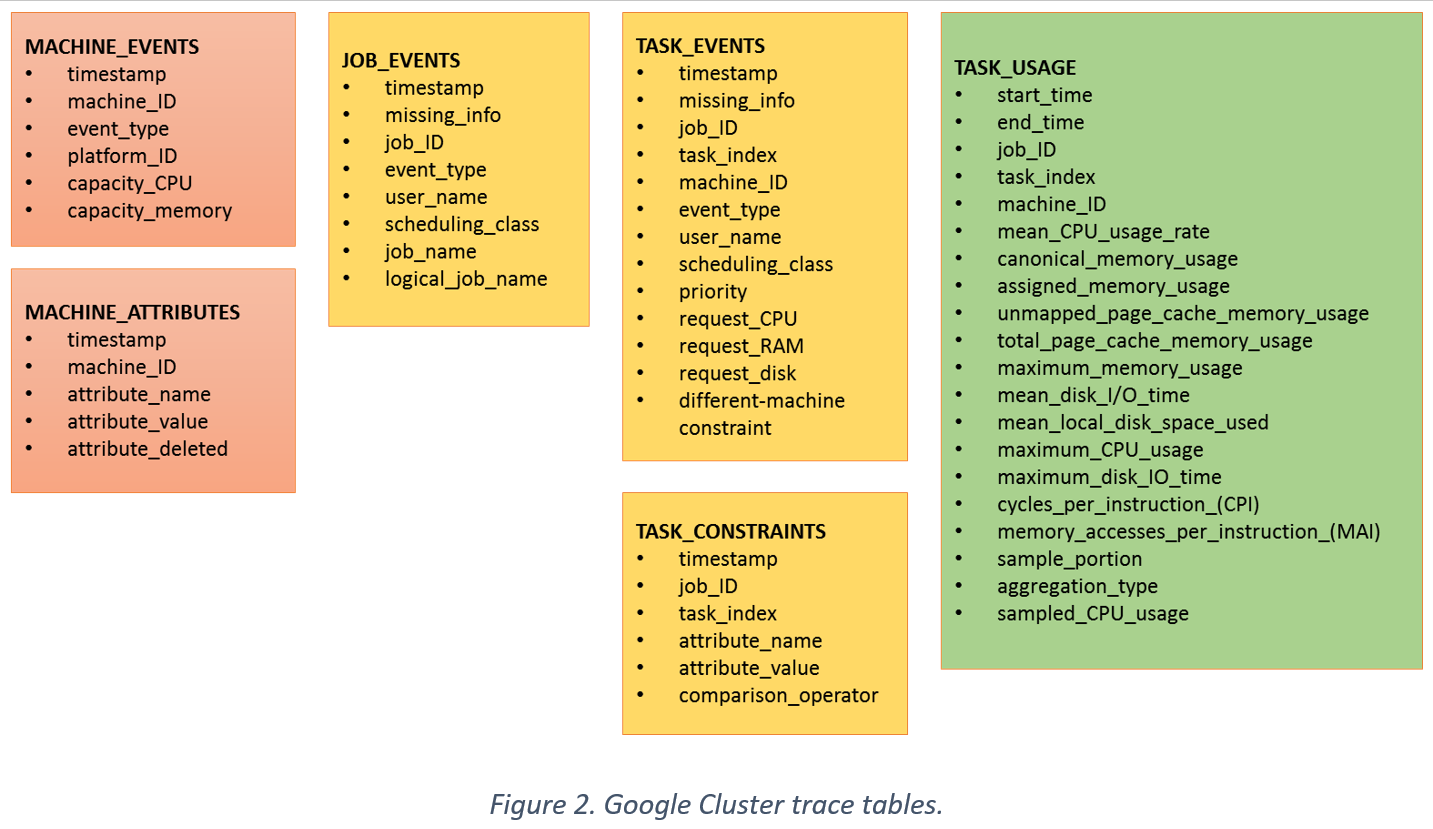 MACHINE_EVENTS
• timestamp
• machine_ID
• event_type
• platform_ID
• capacity_CPU
• capacity_memory
MACHINE_ATTRIBUTES
• timestamp
• machine_ID
• attribute_name
• attribute_value
• attribute_deleted
JOB_EVENTS
• timestamp
• missing_info
• job_ID
• event_type
• user_name
• scheduling_class
• job_name
• logical_job_name
TASK_EVENTS
• timestamp
• missing_info
• job_ID
• task_index
• machine_ID
• event_type
• user_name
• scheduling_class
• priority
• request_CPU
• request_RAM
• request_disk
• different-machine
constraint
TASK_CONSTRAINTS
• timestamp
• job_ID
• task_index
• attribute_name
• attribute_value
• comparison_operator
TASK_USAGE
• start_time
• end_time
• job_ID
• task_index
• machine_ID
• mean_CPU_usage_rate
• canonical_memory_usage
• assigned_memory_usage
• unmapped_page_cache_memory_usage
• total_page_cache_memory_usage
• maximum_memory_usage
• mean_disk_I/O_time
• mean_local_disk_space_used
• maximum_CPU_usage
• maximum_disk_IO_time
• cycles_per_instruction_(CPI)
• memory_accesses_per_instruction_(MAI)
• sample_portion
• aggregation_type
• sampled_CPU_usage
Figure 2. Google Cluster trace tables.